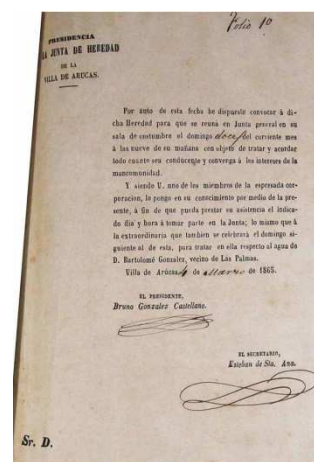 Folio 10
PRESIDENCIA
LA JUNTA DE HEREDAD
DE LA
VILLA DE ARUCAS.
Por auto de esta fecha he dispuesto convocar á di-
cha Heredad para que se reuna en Junta general en su
sala de costumbre el domingo doce del corriente mes
á las nueve de su mañana con objeto de tratar y acordar
todo cuanto sea conducente y converga á los intereses de la
mancomunidad.
Y siendo V. uno de los miembros de la espresada cor-
poracion, lo pongo en su conocimiento por medio de la pre-
sente, á fin de que pueda prestar su asistencia el indica-
do dia y hora á tomar parte en la Junta; lo mismo que á
la extraordinaria que tambien se celebrará el domingo si-
guiente al de esta, para tratar en ella respecto al agua do
D. Bartolomé Gonzalez, vecito de Las Palmas.
Villa de Arúcas, de Marzo de 1865.
EL PRESIDENTE,
Bruno Gonzalez Castellano.
EL SECRETARIO,
Esteban de Sta. Ana.
Sr. D.